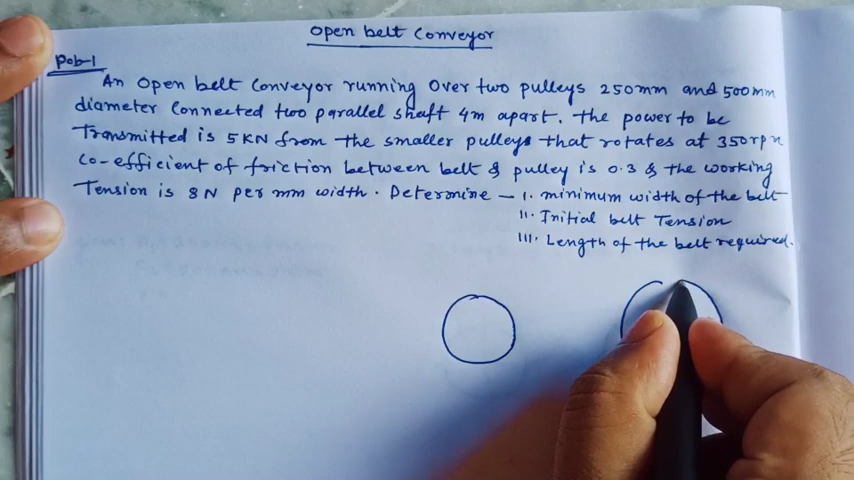 Open belt Conveyor
Pob-1
An Open belt Conveyor running Over two pulleys 250mm and 500mm
diameter Connected two parallel shaft 4m apart. The power to be
Transmitted is 5KN from the smaller pulleys that rotates at 350rpm
Co-efficient of friction between belt & pulley is 0.3 & the working
Tension is 8N per mm width. Determine - I. minimum width of the belt
II. Initial belt Tension
III. Length of the belt required.